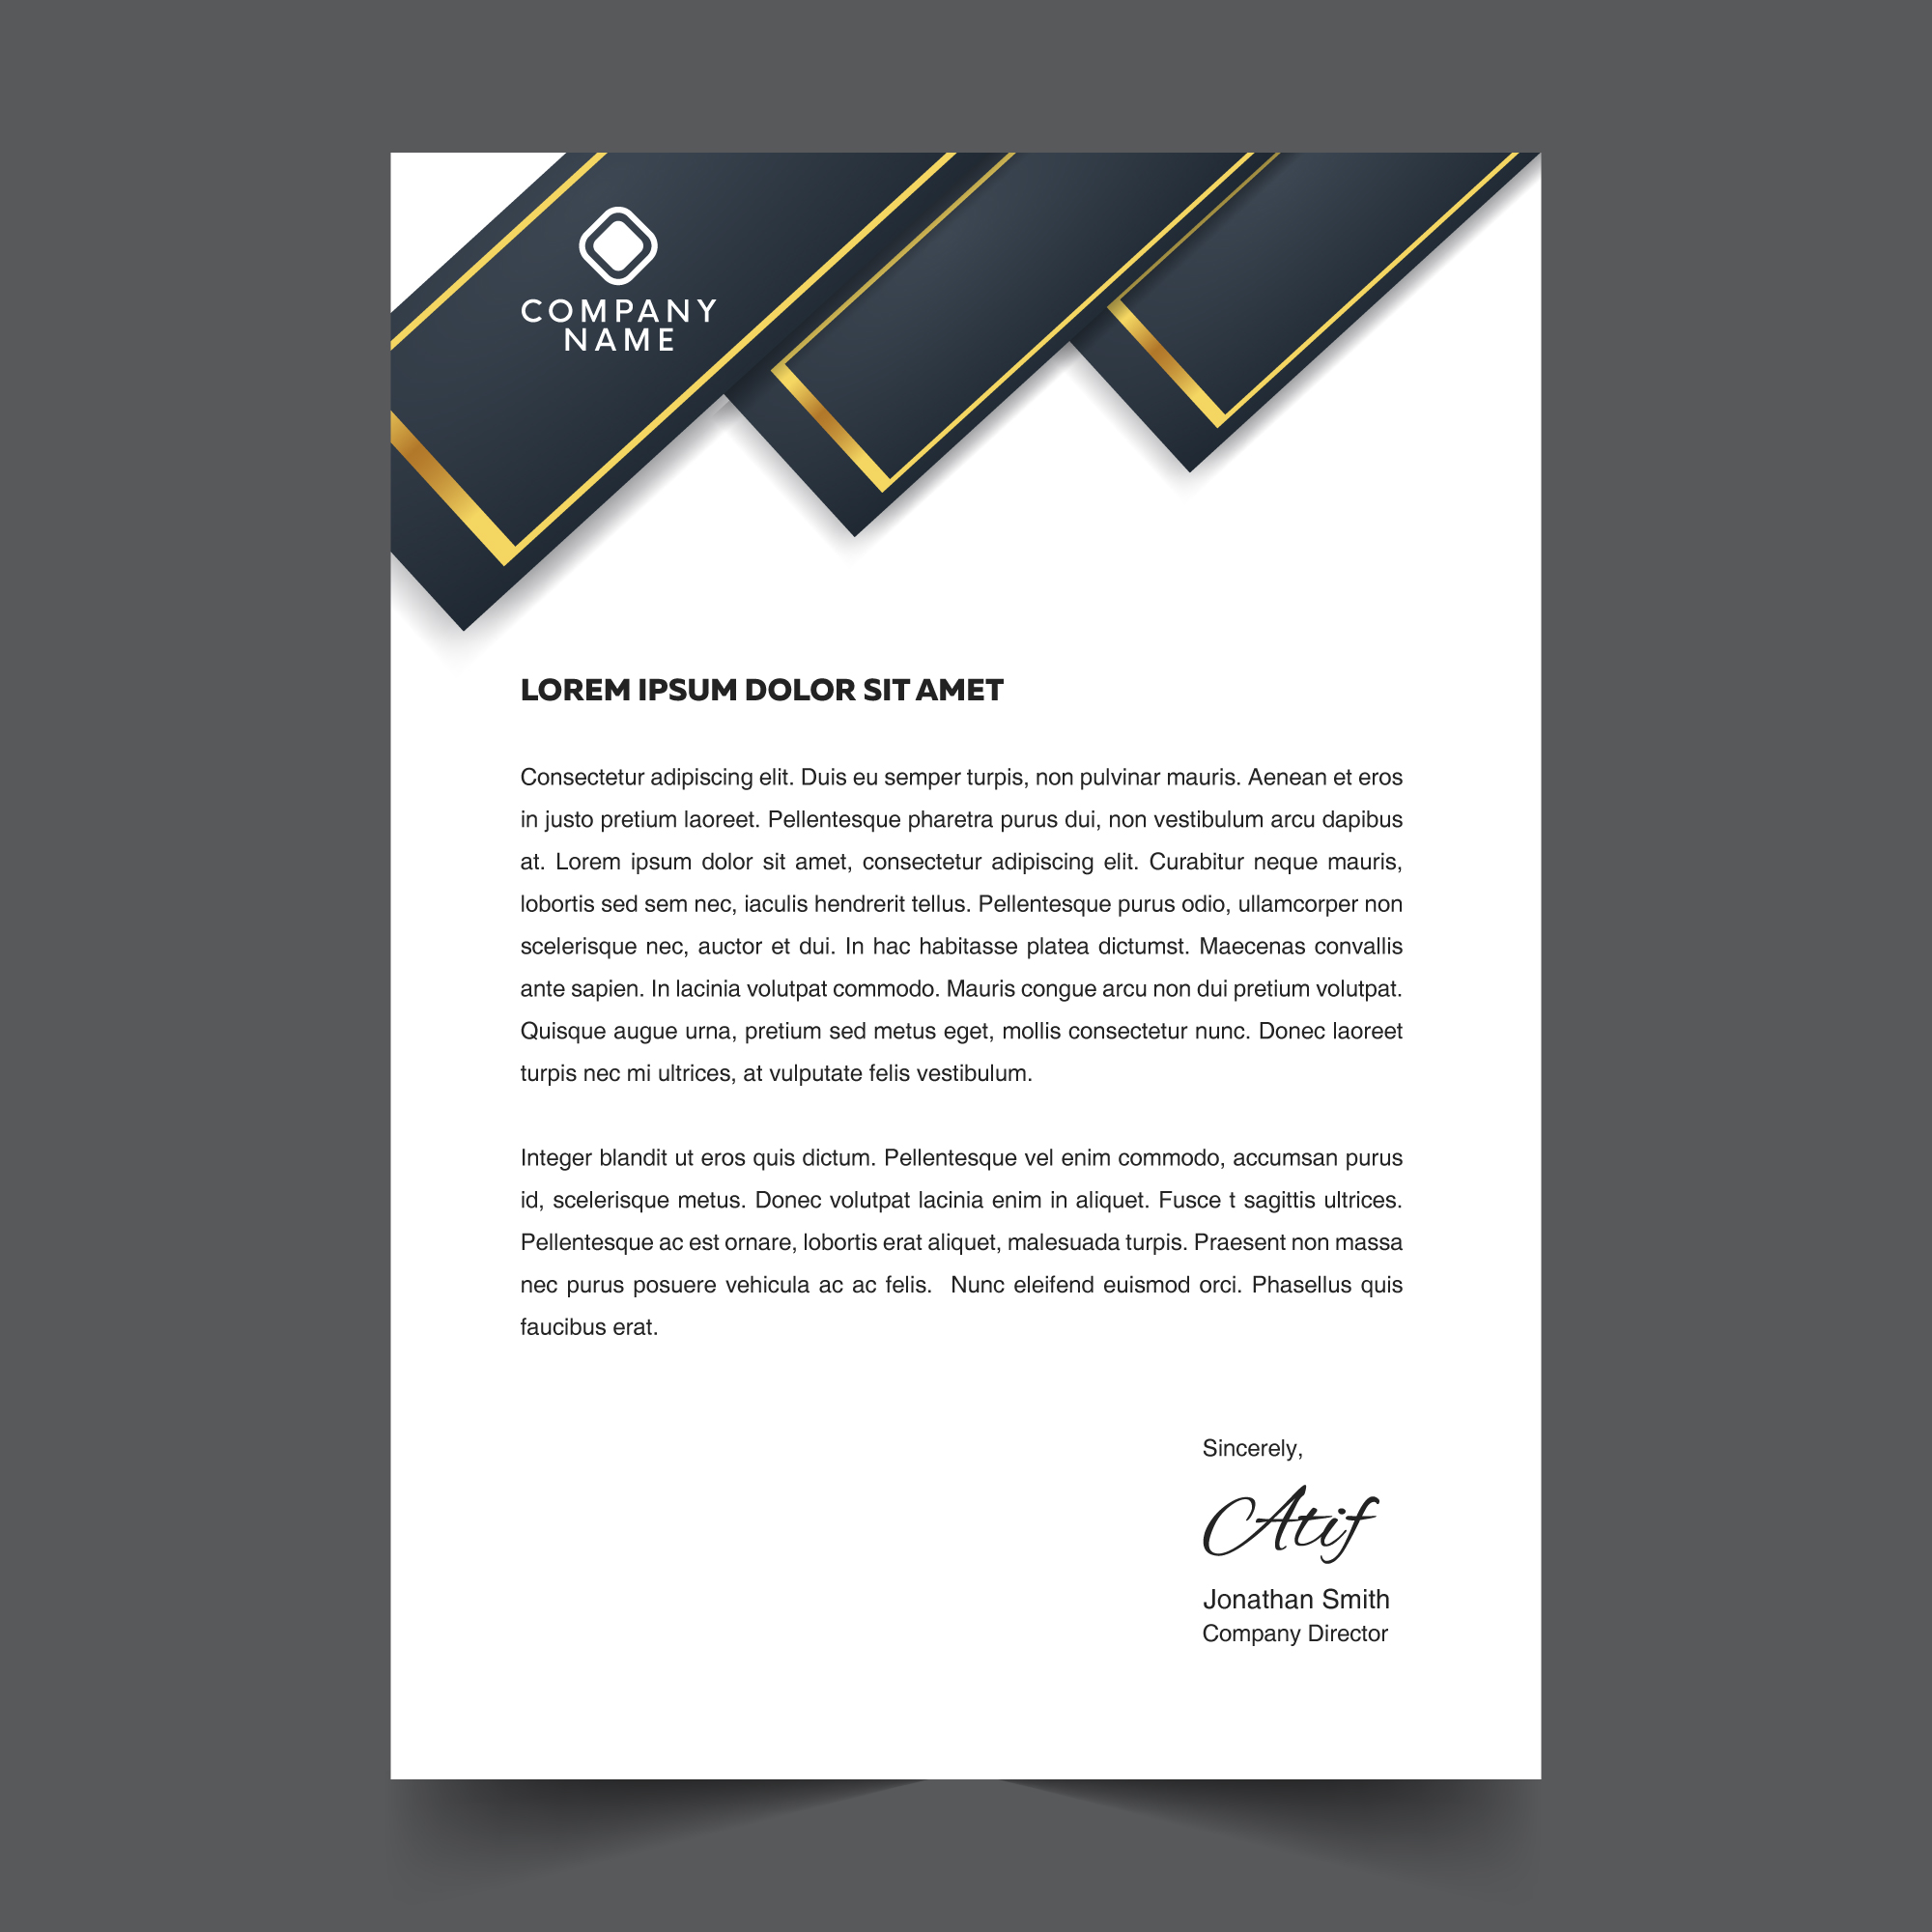 COMPANY
NAME
LOREM IPSUM DOLOR SIT AMET
Consectetur adipiscing elit. Duis eu semper turpis, non pulvinar mauris. Aenean et eros
in justo pretium laoreet. Pellentesque pharetra purus dui, non vestibulum arcu dapibus
at. Lorem ipsum dolor sit amet, consectetur adipiscing elit. Curabitur neque mauris,
lobortis sed sem nec, iaculis hendrerit tellus. Pellentesque purus odio, ullamcorper non
scelerisque nec, auctor et dui. In hac habitasse platea dictumst. Maecenas convallis
ante sapien. In lacinia volutpat commodo. Mauris congue arcu non dui pretium volutpat.
Quisque augue urna, pretium sed metus eget, mollis consectetur nunc. Donec laoreet
turpis nec mi ultrices, at vulputate felis vestibulum.
Integer blandit ut eros quis dictum. Pellentesque vel enim commodo, accumsan purus
id, scelerisque metus. Donec volutpat lacinia enim in aliquet. Fusce t sagittis ultrices.
Pellentesque ac est ornare, lobortis erat aliquet, malesuada turpis. Praesent non massa
nec purus posuere vehicula ac ac felis.  Nunc eleifend euismod orci. Phasellus quis
faucibus erat.
Sincerely,
Atif
Jonathan Smith
Company Director